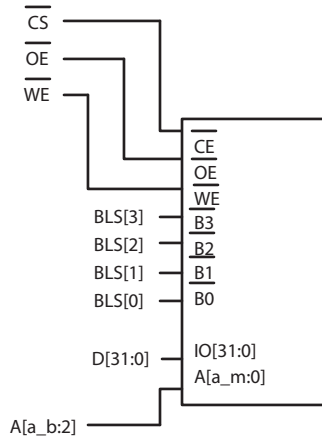 CS
OE
WE
CE
OE
WE
BLS[3] B3
BLS[2] B2
BLS[1] B1
BLS[0] B0
D[31:0] IO[31:0]
A[a_m:0]
A[a_b:2]